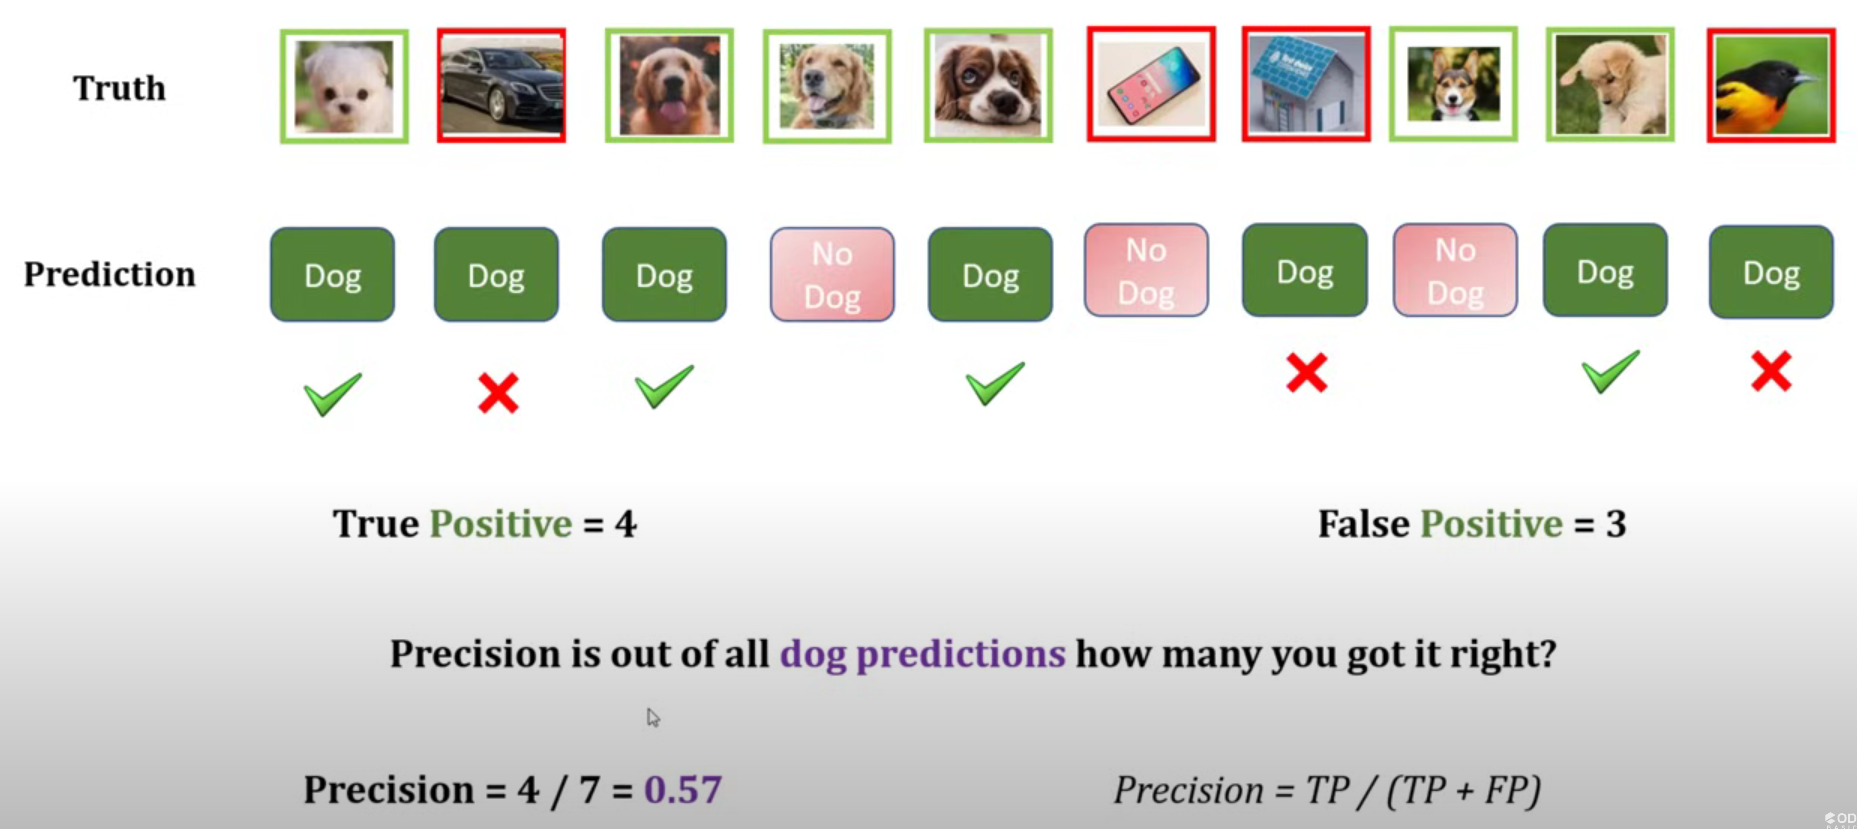 Truth
Prediction
Dog
Dog
Dog
No
Dog
Dog
No
Dog
Dog
No
Dog
Dog
Dog
True Positive = 4
False Positive = 3
Precision is out of all dog predictions how many you got it right?
Precision = 4 / 7 = 0.57
Precision = TP / (TP + FP)